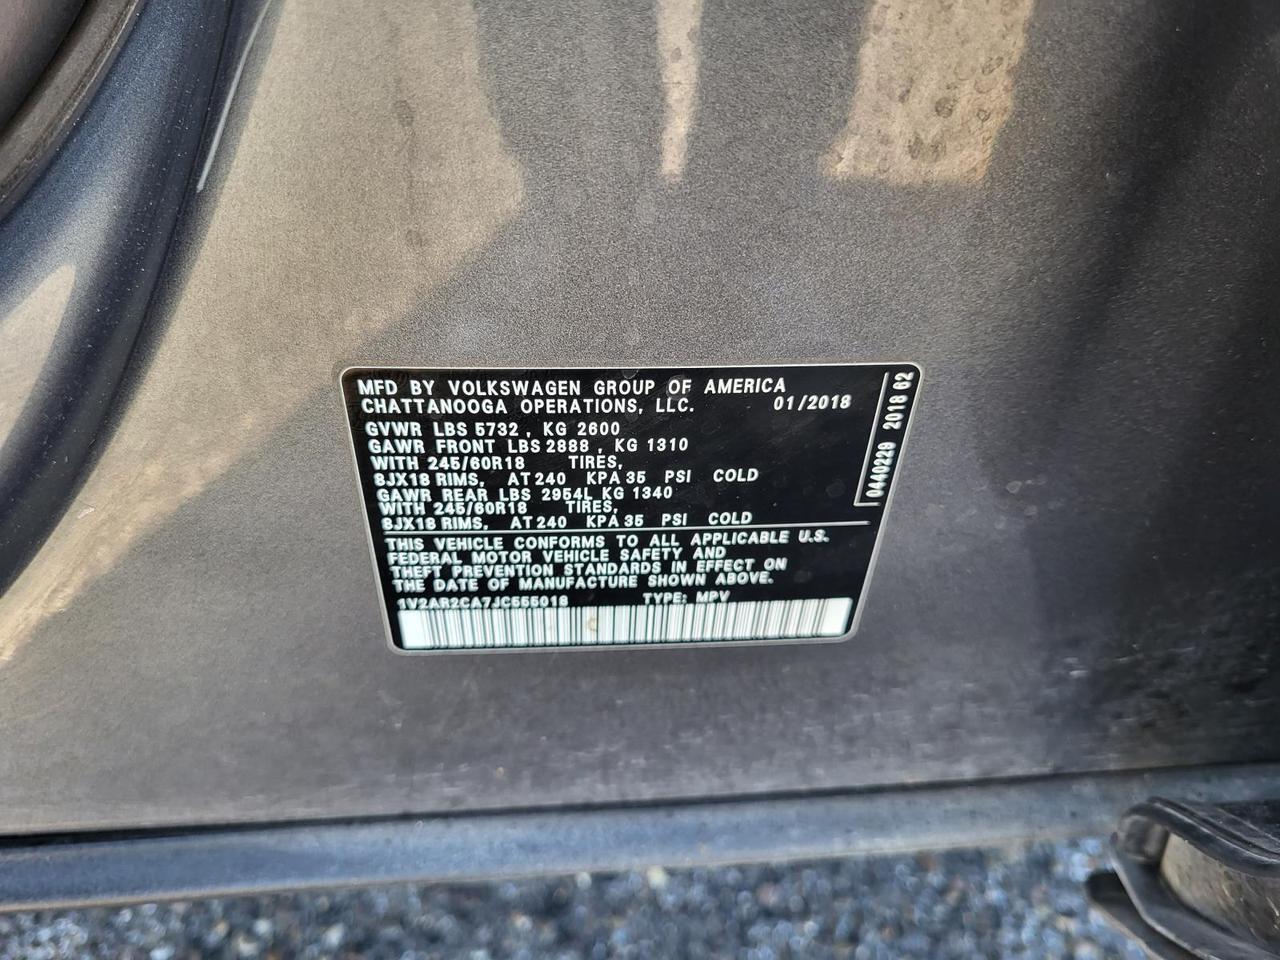 MFD BY VOLKSWAGEN GROUP OF AMERICA
CHATTANOOGA OPERATIONS, LLC. 01/2018
GVWR LBS 5732 , KG 2600
GAWR FRONT LBS 2888 , KG 1310
WITH 245/60R18 TIRES,
8JX18 RIMS, AT 240 KPA 35 PSI COLD
GAWR REAR LBS 2954L KG 1340
WITH 245/60R18 TIRES,
8JX18 RIMS, AT 240 KPA 35 PSI COLD
THIS VEHICLE CONFORMS TO ALL APPLICABLE U.S.
FEDERAL MOTOR VEHICLE SAFETY AND
THEFT PREVENTION STANDARDS IN EFFECT ON
THE DATE OF MANUFACTURE SHOWN ABOVE.
1V2AR2CA7JC555018 TYPE: MPV
0440229 2018 62